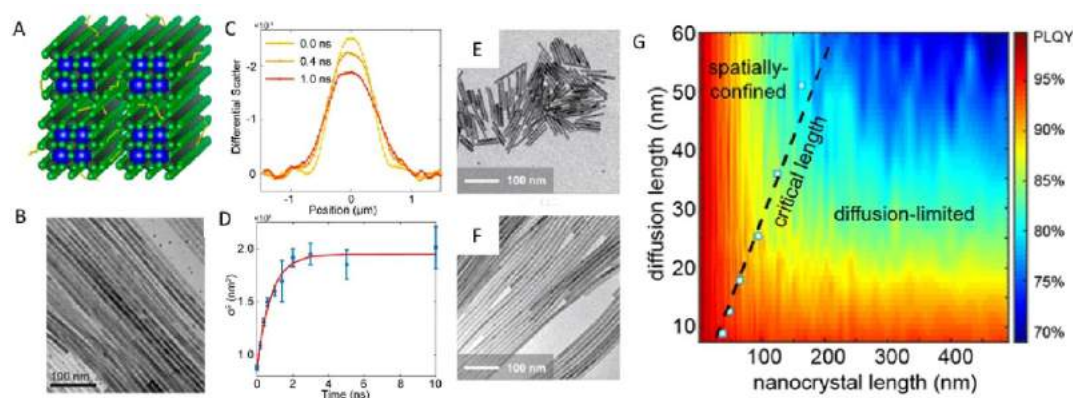 A
B
100 nm
C
×10⁻³
0.0 ns
0.4 ns
1.0 ns
Differential Scatter
-2
-1
0
-1
0
1
Position (μm)
D
σ² (nm²)
2.0
1.5
1.0
0
2
4
6
8
10
Time (ns)
E
100 nm
F
100 nm
G
diffusion length (nm)
60
50
40
30
20
10
spatially-
confined
critical length
diffusion-limited
100
200
300
400
nanocrystal length (nm)
PLQY
95%
90%
85%
80%
75%
70%